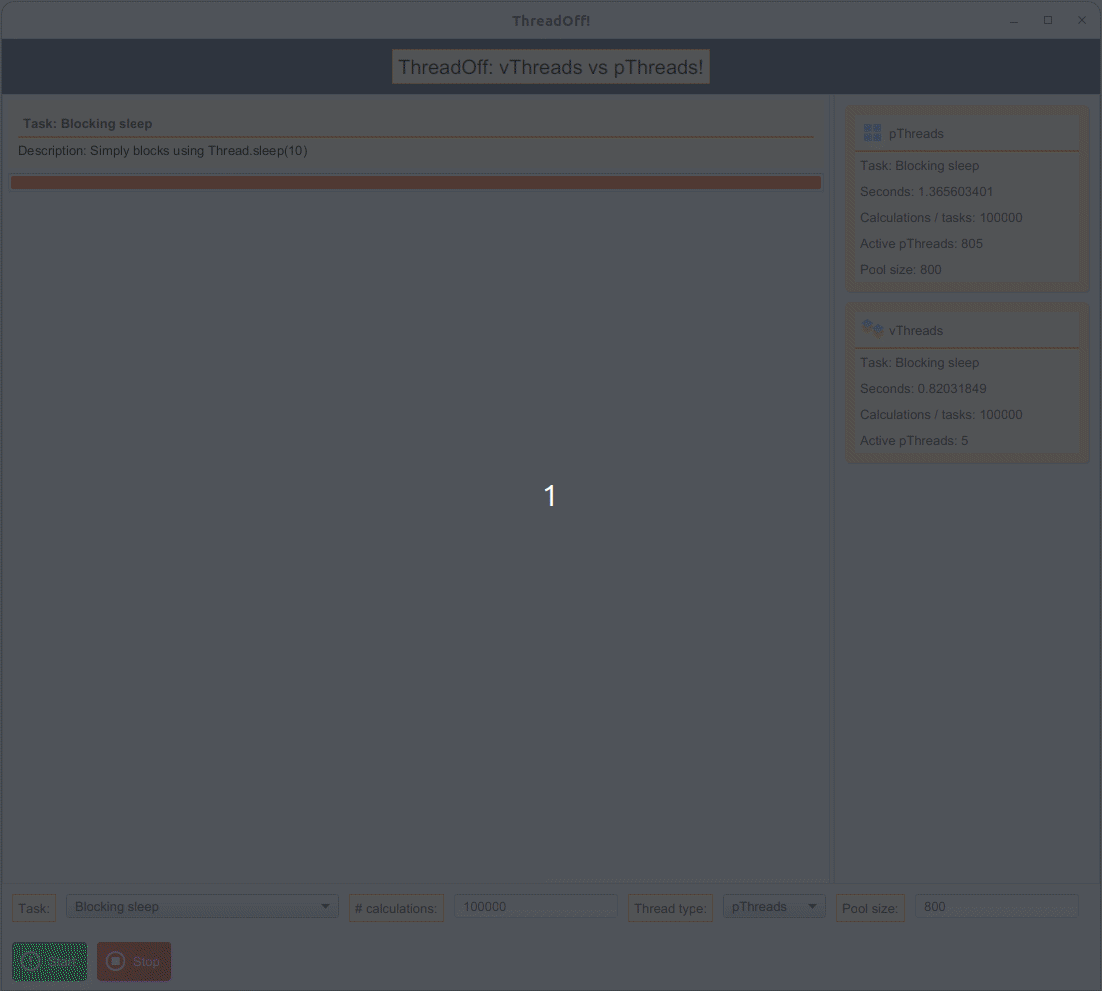 ThreadOff!
ThreadOff: vThreads vs pThreads!
Task: Blocking sleep
Description: Simply blocks using Thread.sleep(10)
pThreads
Task: Blocking sleep
Seconds: 1.365603401
Calculations / tasks: 100000
Active pThreads: 805
Pool size: 800
vThreads
Task: Blocking sleep
Seconds: 0.82031849
Calculations / tasks: 100000
Active pThreads: 5
1
Task: Blocking sleep # calculations: 100000 Thread type: pThreads Pool size: 800
Stop